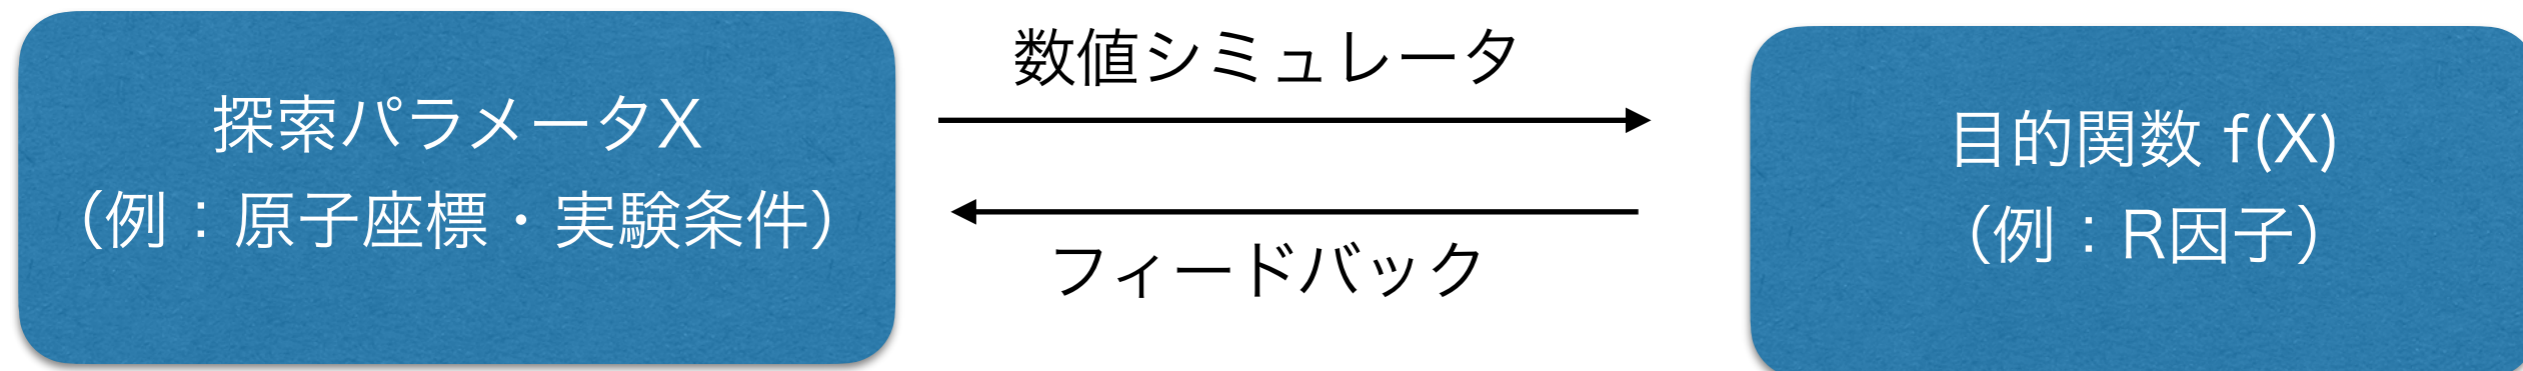 探索パラメータX
（例：原子座標・実験条件）
数値シミュレータ
フィードバック
目的関数 f(X)
（例：R因子）